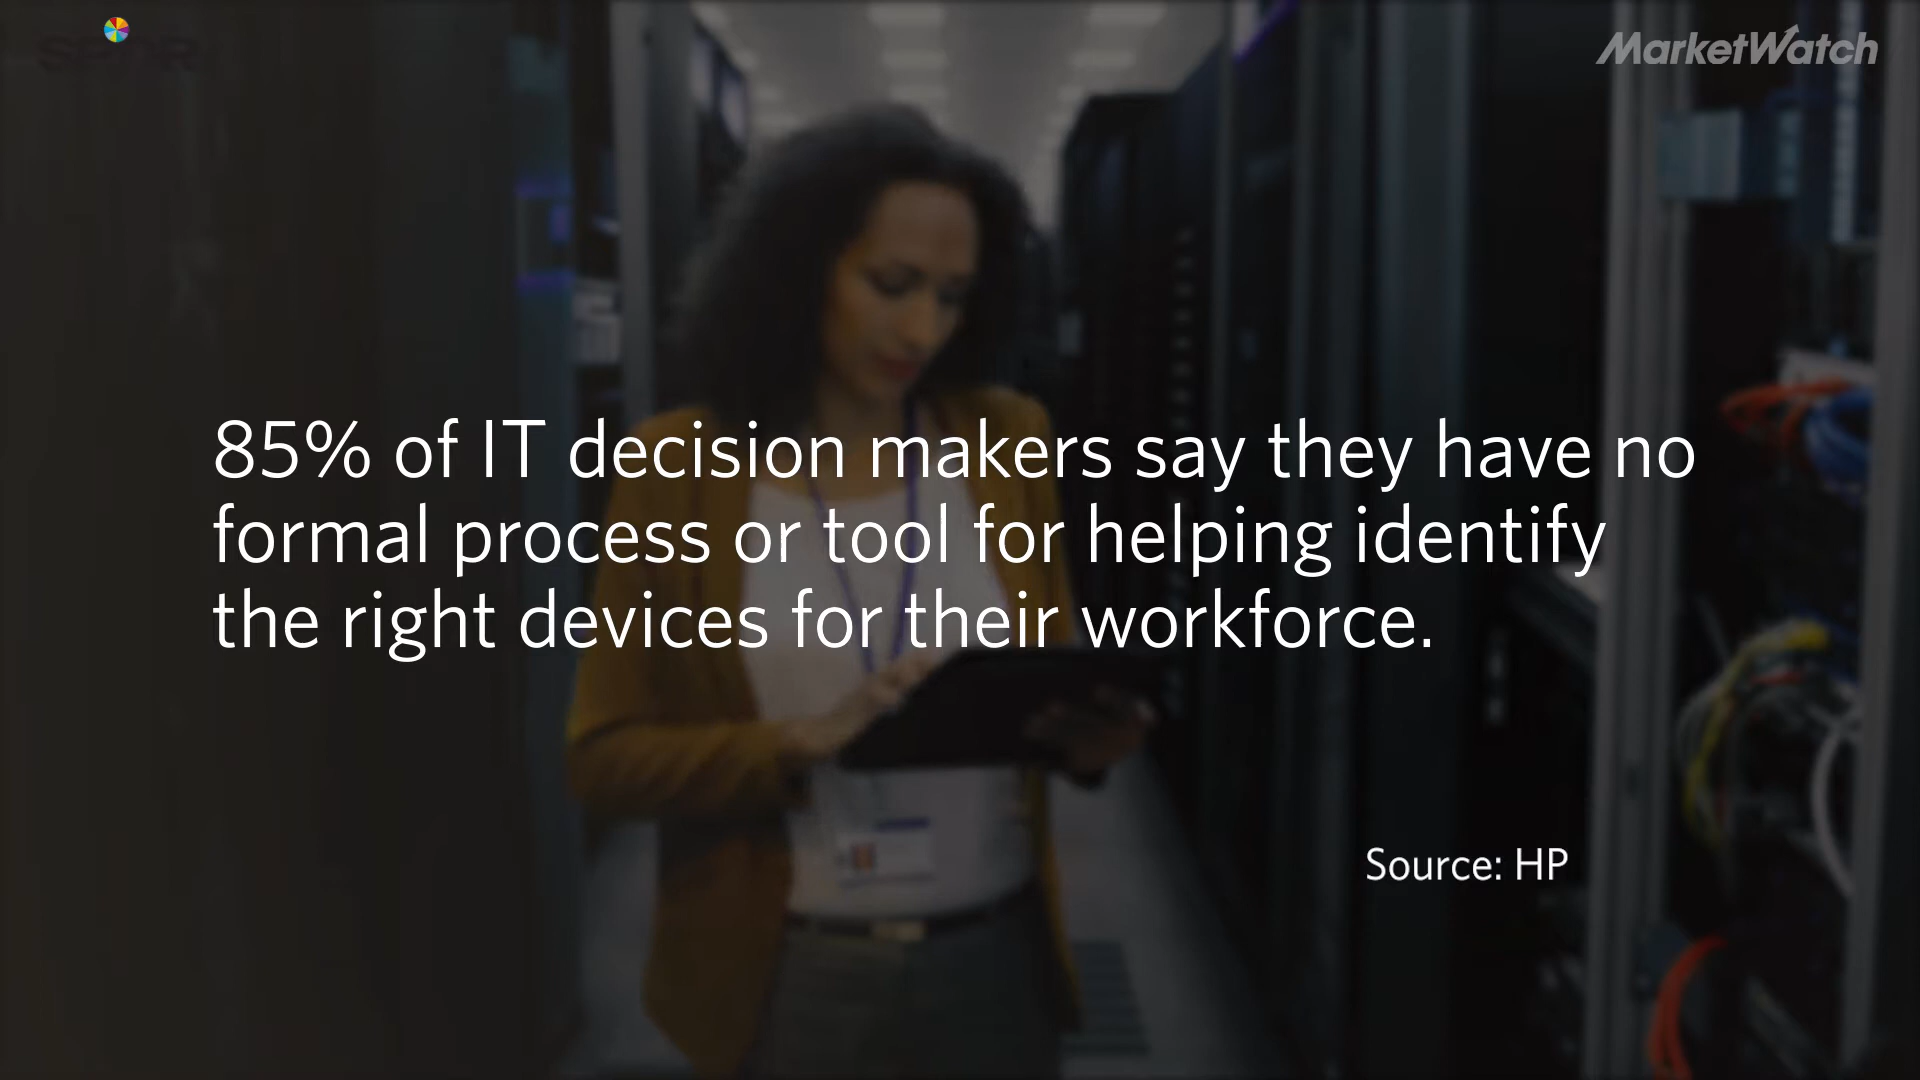 SPDR
MarketWatch
85% of IT decision makers say they have no
formal process or tool for helping identify
the right devices for their workforce.
Source: HP